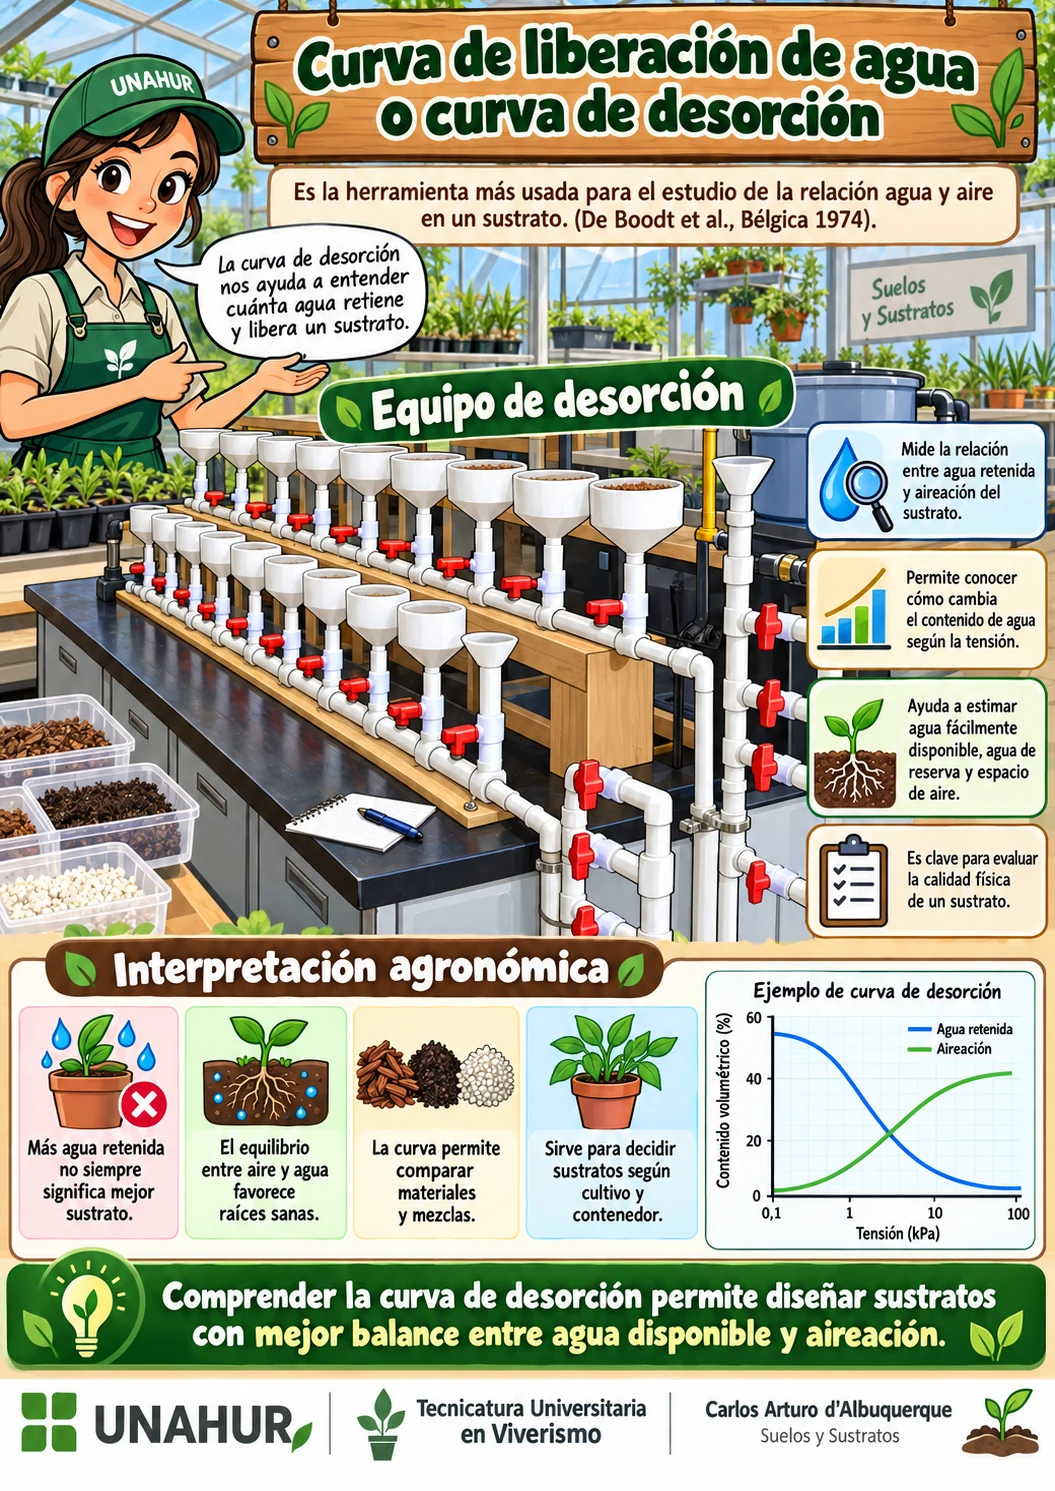 UNAHUR
Curva de liberación de agua
o curva de desorción
Es la herramienta más usada para el estudio de la relación agua y aire
en un sustrato. (De Boodt et al., Bélgica 1974).
La curva de desorción
nos ayuda a entender
cuánta agua retiene
y libera un sustrato.
Suelos
y Sustratos
Equipo de desorción
Mide la relación
entre agua retenida
y aireación del
sustrato.
Permite conocer
cómo cambia
el contenido de agua
según la tensión.
Ayuda a estimar
agua fácilmente
disponible, agua de
reserva y espacio
de aire.
Es clave para evaluar
la calidad física
de un sustrato.
Interpretación agronómica
Más agua retenida
no siempre
significa mejor
sustrato.
El equilibrio
entre aire y agua
favorece
raíces sanas.
La curva permite
comparar
materiales
y mezclas.
Sirve para decidir
sustratos según
cultivo y
contenedor.
Ejemplo de curva de desorción
Contenido volumétrico (%)
60
40
20
0
Agua retenida
Aireación
0,1 1 10 100
Tensión (kPa)
Comprender la curva de desorción permite diseñar sustratos
con mejor balance entre agua disponible y aireación.
UNAHUR
Tecnicatura Universitaria
en Viverismo
Carlos Arturo d'Albuquerque
Suelos y Sustratos